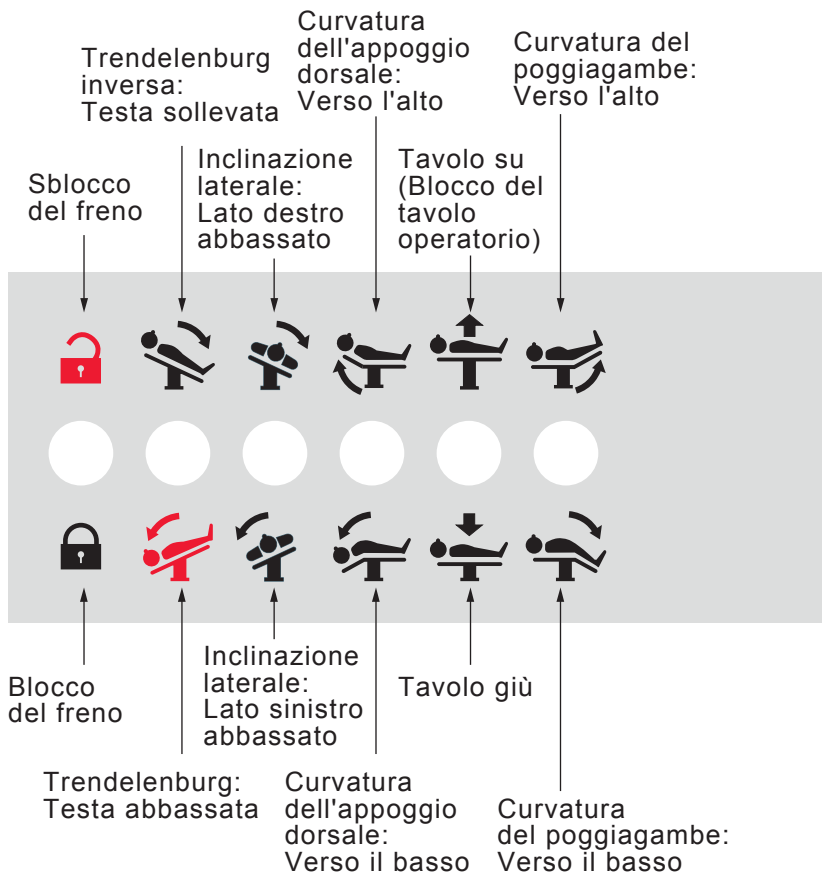 Trendelenburg
inversa:
Testa sollevata
Curvatura
dell'appoggio
dorsale:
Verso l'alto
Curvatura del
poggiagambe:
Verso l'alto
Sblocco
del freno
Inclinazione
laterale:
Lato destro
abbassato
Tavolo su
(Blocco del
tavolo
operatorio)
Blocco
del freno
Inclinazione
laterale:
Lato sinistro
abbassato
Tavolo giù
Trendelenburg:
Testa abbassata
Curvatura
dell'appoggio
dorsale:
Verso il basso
Curvatura
del poggiagambe:
Verso il basso